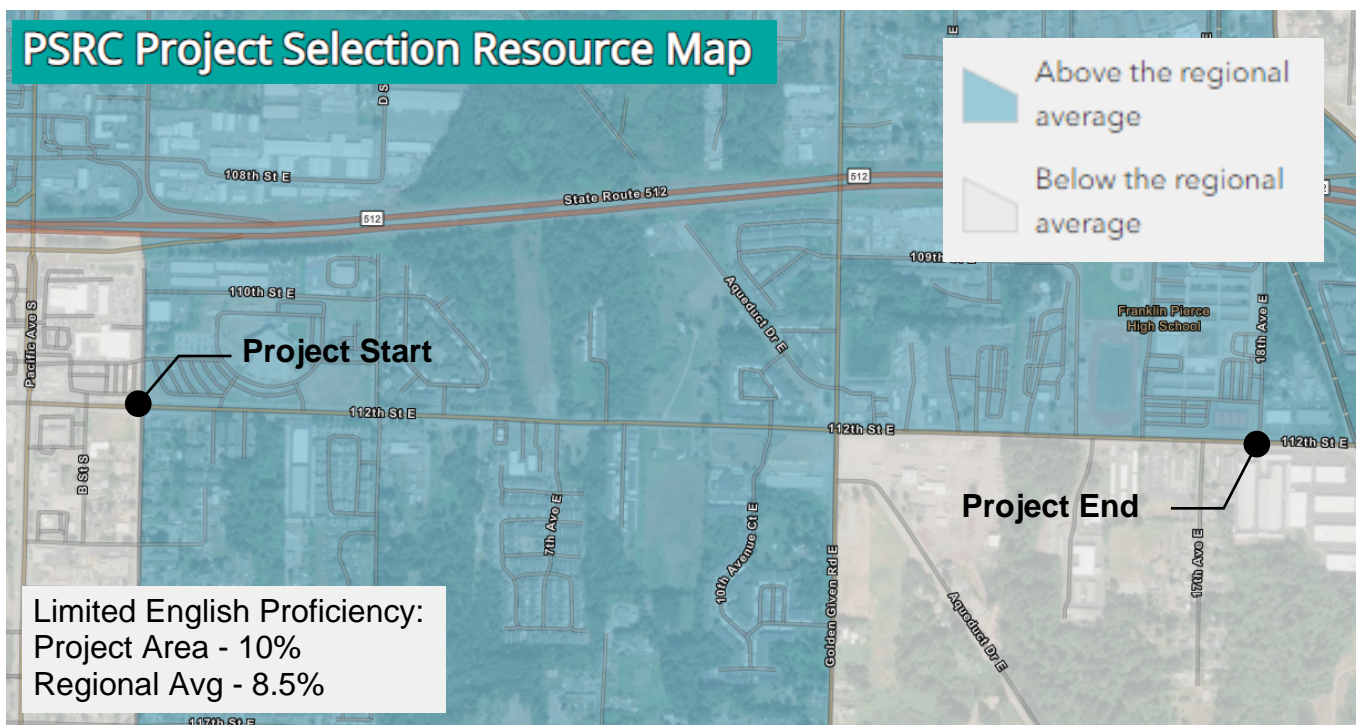 PSRC Project Selection Resource Map
Above the regional
average
Below the regional
average
D S
E
108th St E
State Route 512
512
512
512
12
Pacific Ave S
110th St E
109th St E
Aqueduct Dr E
Franklin Pierce
High School
18th Ave E
Project Start
112th St E
112th St E
112th St E
B St S
7th Ave E
10th Avenue Ct E
Golden Given Rd E
Project End
17th Ave E
Aqueduct Dr E
Limited English Proficiency:
Project Area - 10%
Regional Avg - 8.5%
117th St E